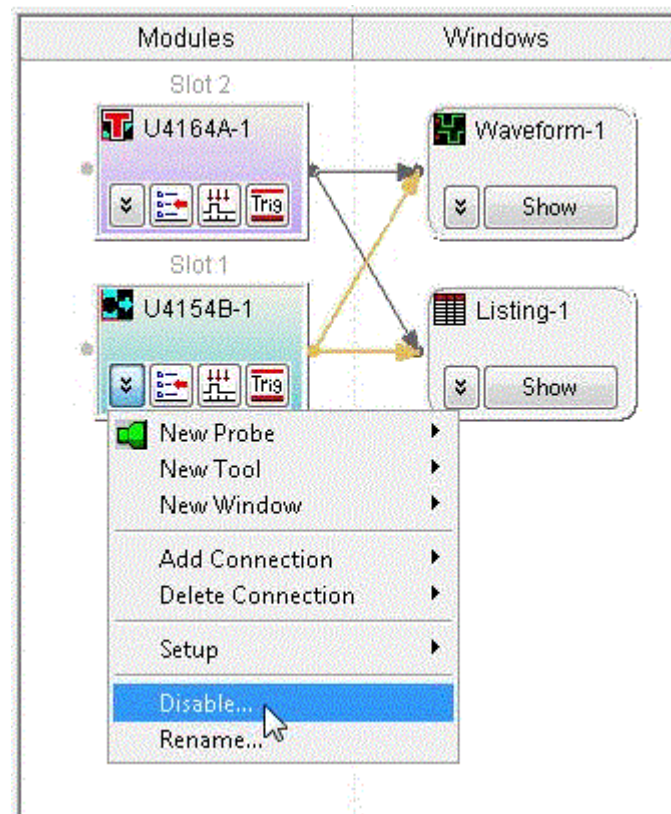 Modules Windows
Slot 2
U4164A-1
Trig
Waveform-1
Show
Slot 1
U4154B-1
Trig
Listing-1
Show
New Probe
New Tool
New Window
Add Connection
Delete Connection
Setup
Disable...
Rename...